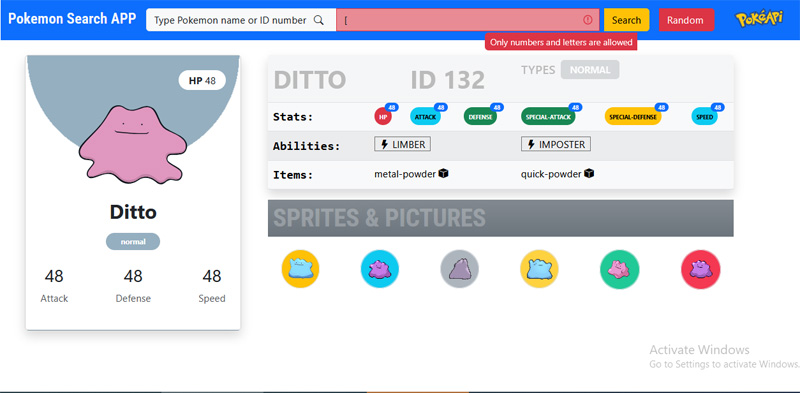 Pokemon Search APP
Type Pokemon name or ID number
[
Search
Random
PokéApi
Only numbers and letters are allowed
HP 48
Ditto
normal
48 48 48
Attack Defense Speed
DITTO ID 132 TYPES NORMAL
Stats: HP 48 ATTACK 48 DEFENSE 48 SPECIAL-ATTACK 48 SPECIAL-DEFENSE 48 SPEED 48
Abilities: LIMBER IMPOSTER
Items: metal-powder quick-powder
SPRITES & PICTURES
Activate Windows
Go to Settings to activate Windows.